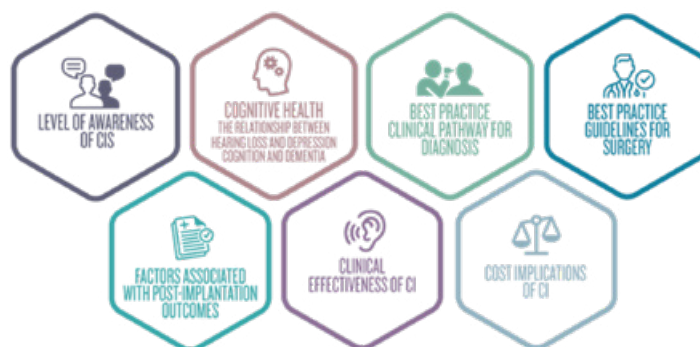 LEVEL OF AWARENESS
OF CIS
COGNITIVE HEALTH
THE RELATIONSHIP BETWEEN
HEARING LOSS AND DEPRESSION
COGNITION AND DEMENTIA
BEST PRACTICE
CLINICAL PATHWAY FOR
DIAGNOSIS
BEST PRACTICE
GUIDELINES FOR
SURGERY
FACTORS ASSOCIATED
WITH POST-IMPLANTATION
OUTCOMES
CLINICAL
EFFECTIVENESS OF CI
COST IMPLICATIONS
OF CI